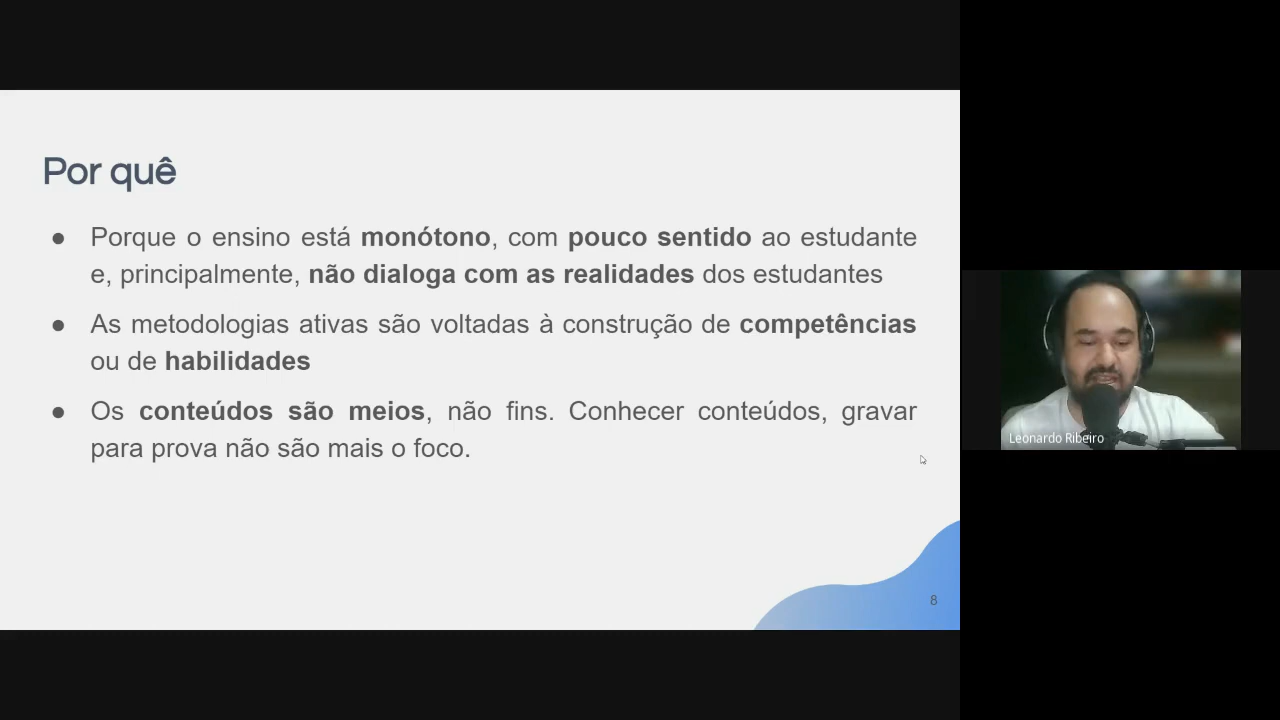 Por quê
● Porque o ensino está monótono, com pouco sentido ao estudante
e, principalmente, não dialoga com as realidades dos estudantes
● As metodologias ativas são voltadas à construção de competências
ou de habilidades
● Os conteúdos são meios, não fins. Conhecer conteúdos, gravar
para prova não são mais o foco.
8
Leonardo Ribeiro